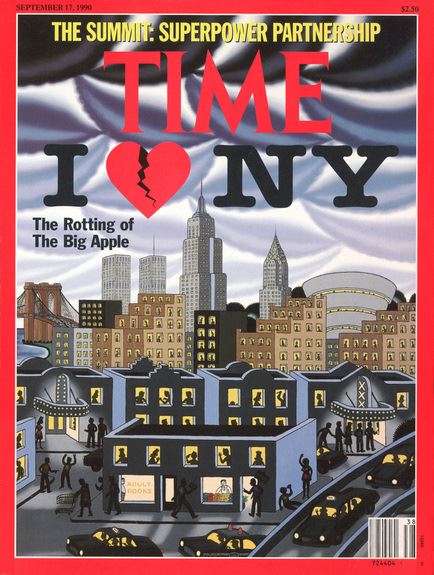 SEPTEMBER 17, 1990
$2.50
THE SUMMIT: SUPERPOWER PARTNERSHIP
TIME
I NY
The Rotting of
The Big Apple
XXX
ADULT
BOOKS
38
724404 1